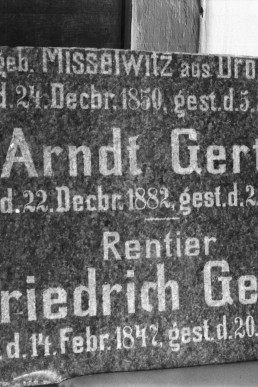 geb. Misselwitz aus Dro
d. 24. Decbr. 1850, gest. d. 5.
Arndt Gert
d. 22. Decbr. 1882, gest. d. 2
Rentier
riedrich Ge
. d. 14. Febr. 1847, gest. d. 20.